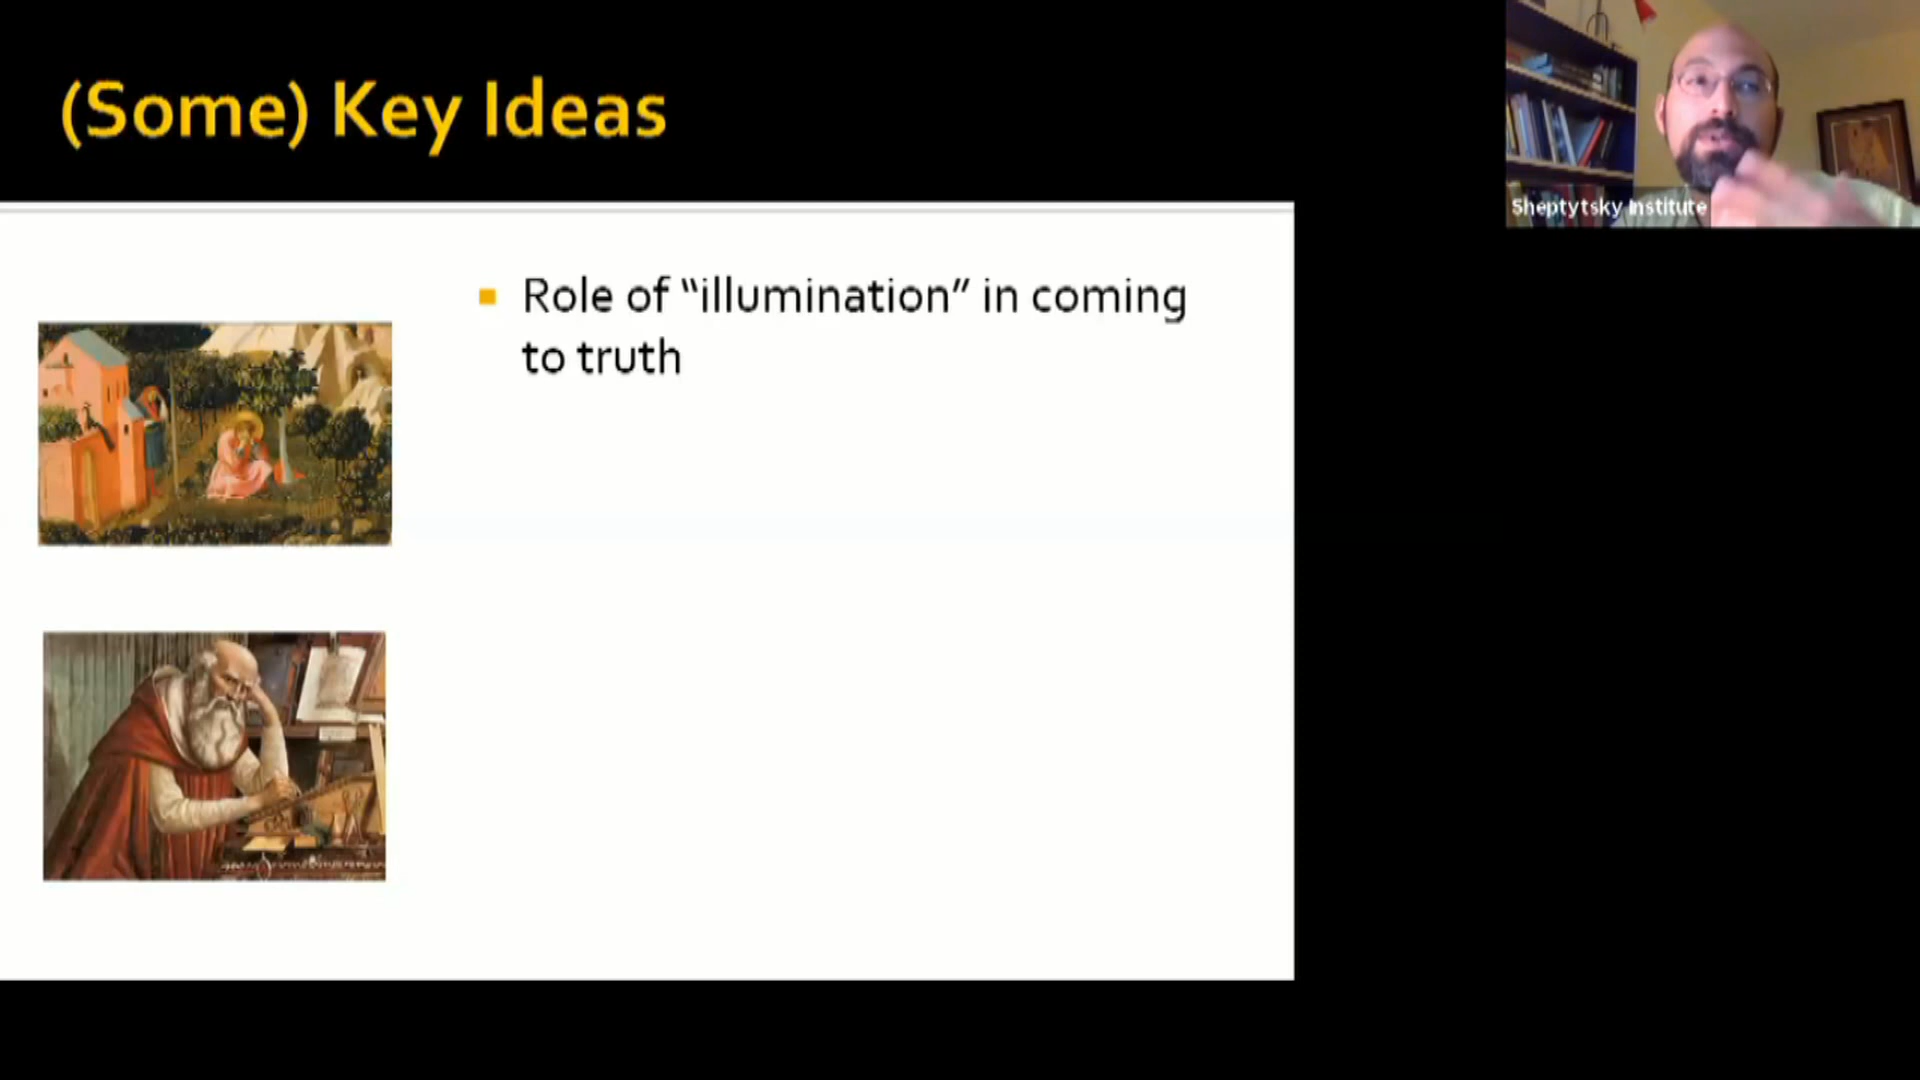 (Some) Key Ideas
Sheptytsky Institute
Role of “illumination” in coming
to truth